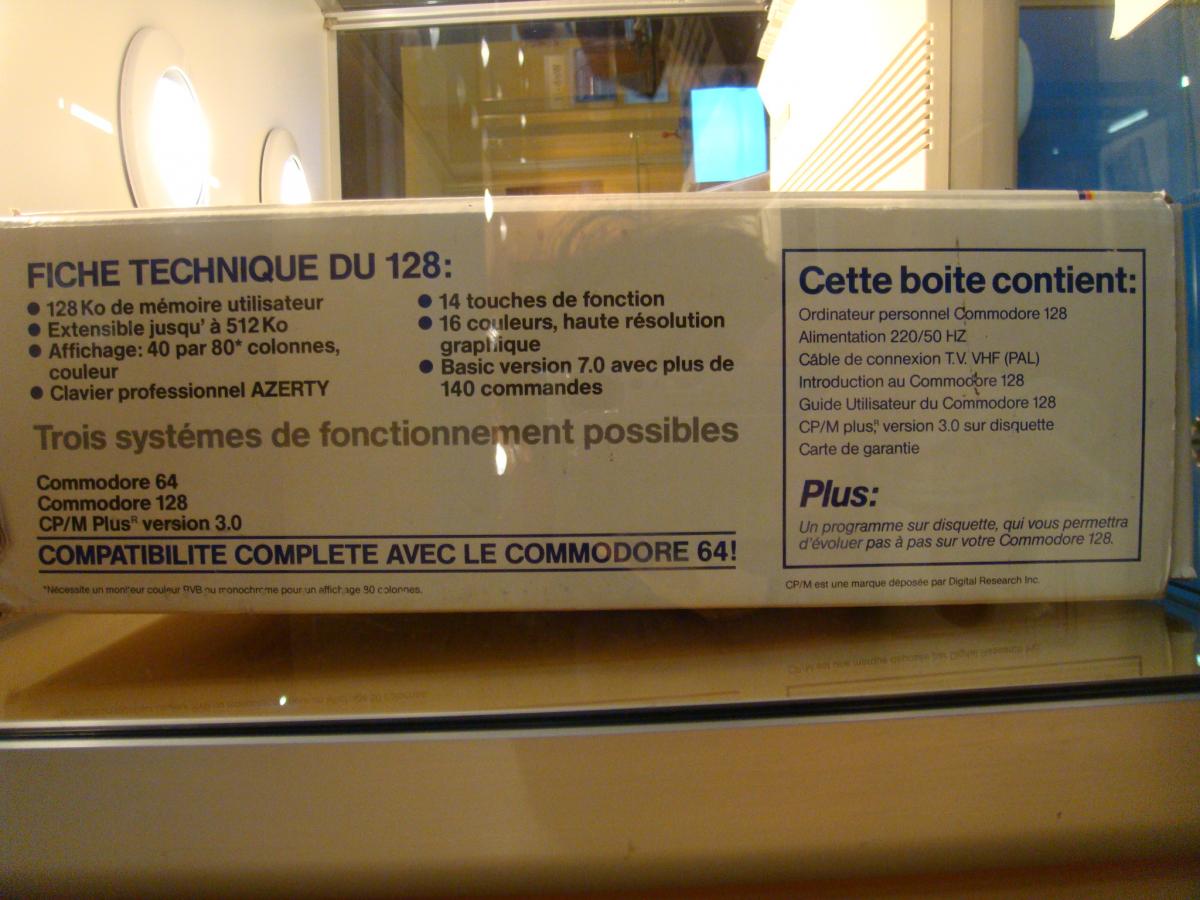 FICHE TECHNIQUE DU 128:
● 128 Ko de mémoire utilisateur
● Extensible jusqu' à 512 Ko
● Affichage: 40 par 80* colonnes,
couleur
● Clavier professionnel AZERTY
● 14 touches de fonction
● 16 couleurs, haute résolution
graphique
● Basic version 7.0 avec plus de
140 commandes
Trois systémes de fonctionnement possibles
Commodore 64
Commodore 128
CP/M Plusᴿ version 3.0
COMPATIBILITE COMPLETE AVEC LE COMMODORE 64!
*Nécessite un moniteur couleur RVB ou monochrome pour un affichage 80 colonnes.
Cette boite contient:
Ordinateur personnel Commodore 128
Alimentation 220/50 HZ
Câble de connexion T.V. VHF (PAL)
Introduction au Commodore 128
Guide Utilisateur du Commodore 128
CP/M plus,ᴿ version 3.0 sur disquette
Carte de garantie
Plus:
Un programme sur disquette, qui vous permettra
d'évoluer pas à pas sur votre Commodore 128.
CP/M est une marque déposée par Digital Research Inc.